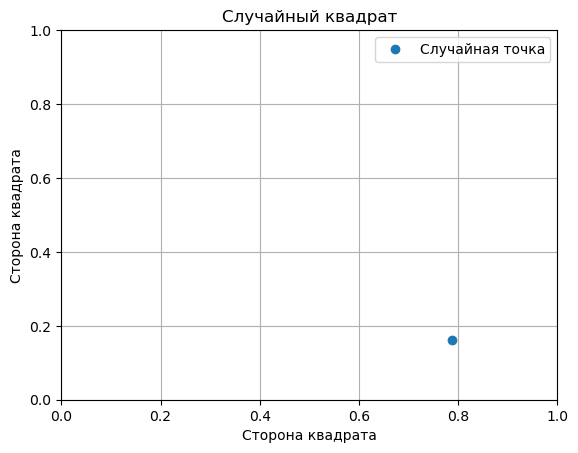 Случайный квадрат
Случайная точка
Сторона квадрата
1.0
0.8
0.6
0.4
0.2
0.0
0.0 0.2 0.4 0.6 0.8 1.0
Сторона квадрата